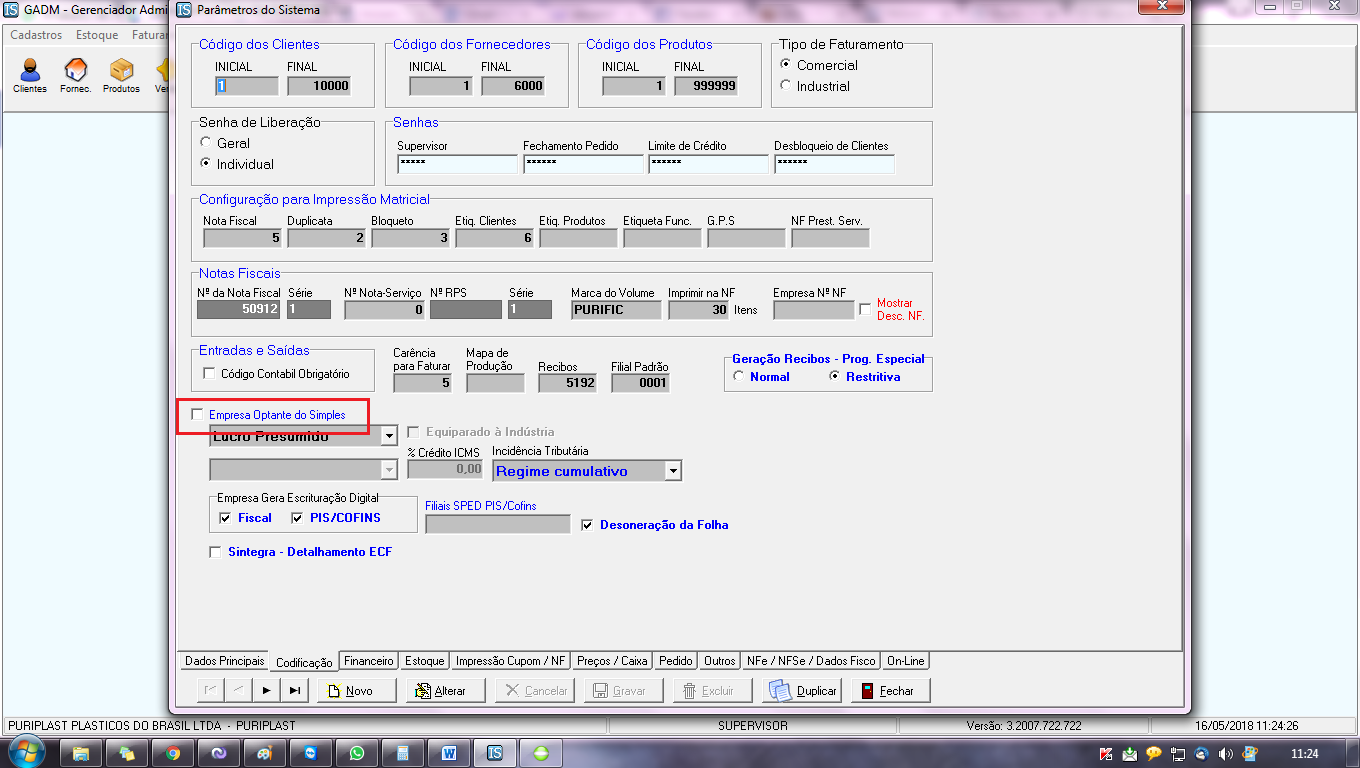 GADM - Gerenciador Admi
Parâmetros do Sistema
Cadastros Estoque Faturar
Clientes Fornec. Produtos Ve
Código dos Clientes Código dos Fornecedores Código dos Produtos Tipo de Faturamento
INICIAL FINAL INICIAL FINAL INICIAL FINAL Comercial
1 10000 1 6000 1 999999 Industrial
Senha de Liberação Senhas
Geral
Individual
Supervisor Fechamento Pedido Limite de Crédito Desbloqueio de Clientes
***** ****** ****** ******
Configuração para Impressão Matricial
Nota Fiscal Duplicata Bloqueto Etiq. Clientes Etiq. Produtos Etiqueta Func. G.P.S NF Prest. Serv.
5 2 3 6
Notas Fiscais
Nº da Nota Fiscal Série Nº Nota-Serviço Nº RPS Série Marca do Volume Imprimir na NF Empresa Nº NF
50912 1 0 1 PURIFIC 30 Itens
Mostrar
Desc. NF.
Entradas e Saídas
Código Contabil Obrigatório
Carência
para Faturar
Mapa de
Produção
Recibos Filial Padrão
5 5192 0001
Geração Recibos - Prog. Especial
Normal Restritiva
Empresa Optante do Simples
Lucro Presumido Equiparado à Indústria
% Crédito ICMS Incidência Tributária
0,00 Regime cumulativo
Empresa Gera Escrituração Digital
Fiscal PIS/COFINS
Filiais SPED PIS/Cofins
Desoneração da Folha
Sintegra - Detalhamento ECF
Dados Principais Codificação Financeiro Estoque Impressão Cupom / NF Preços / Caixa Pedido Outros NFe / NFSe / Dados Fisco On-Line
Novo Alterar Cancelar Gravar Excluir Duplicar Fechar
PURIPLAST PLASTICOS DO BRASIL LTDA - PURIPLAST SUPERVISOR Versão: 3.2007.722.722 16/05/2018 11:24:26
11:24